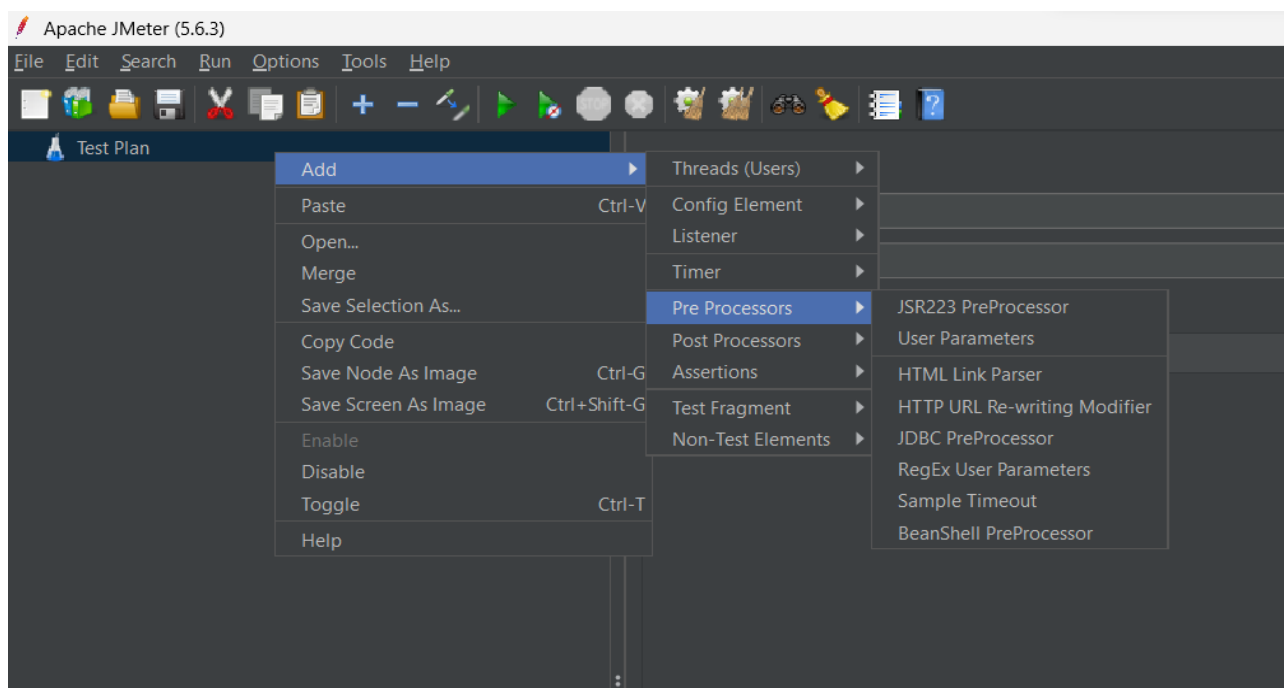 Apache JMeter (5.6.3)
File Edit Search Run Options Tools Help
STOP
Test Plan
Add
Paste Ctrl-V
Open...
Merge
Save Selection As...
Copy Code
Save Node As Image Ctrl-G
Save Screen As Image Ctrl+Shift-G
Enable
Disable
Toggle Ctrl-T
Help
Threads (Users)
Config Element
Listener
Timer
Pre Processors
Post Processors
Assertions
Test Fragment
Non-Test Elements
JSR223 PreProcessor
User Parameters
HTML Link Parser
HTTP URL Re-writing Modifier
JDBC PreProcessor
RegEx User Parameters
Sample Timeout
BeanShell PreProcessor